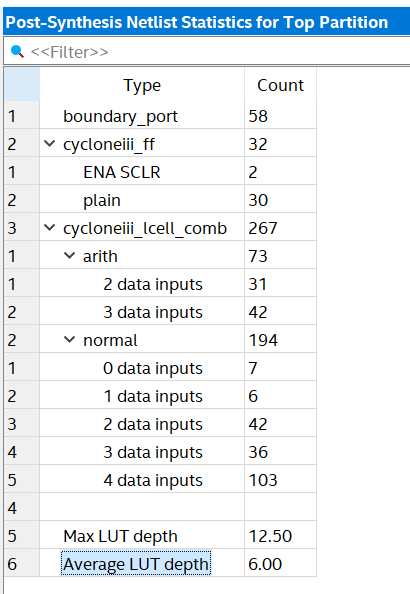 Post-Synthesis Netlist Statistics for Top Partition
<<Filter>>
Type Count
1 boundary_port 58
2 cycloneiii_ff 32
1 ENA SCLR 2
2 plain 30
3 cycloneiii_lcell_comb 267
1 arith 73
1 2 data inputs 31
2 3 data inputs 42
2 normal 194
1 0 data inputs 7
2 1 data inputs 6
3 2 data inputs 42
4 3 data inputs 36
5 4 data inputs 103
4
5 Max LUT depth 12.50
6 Average LUT depth 6.00